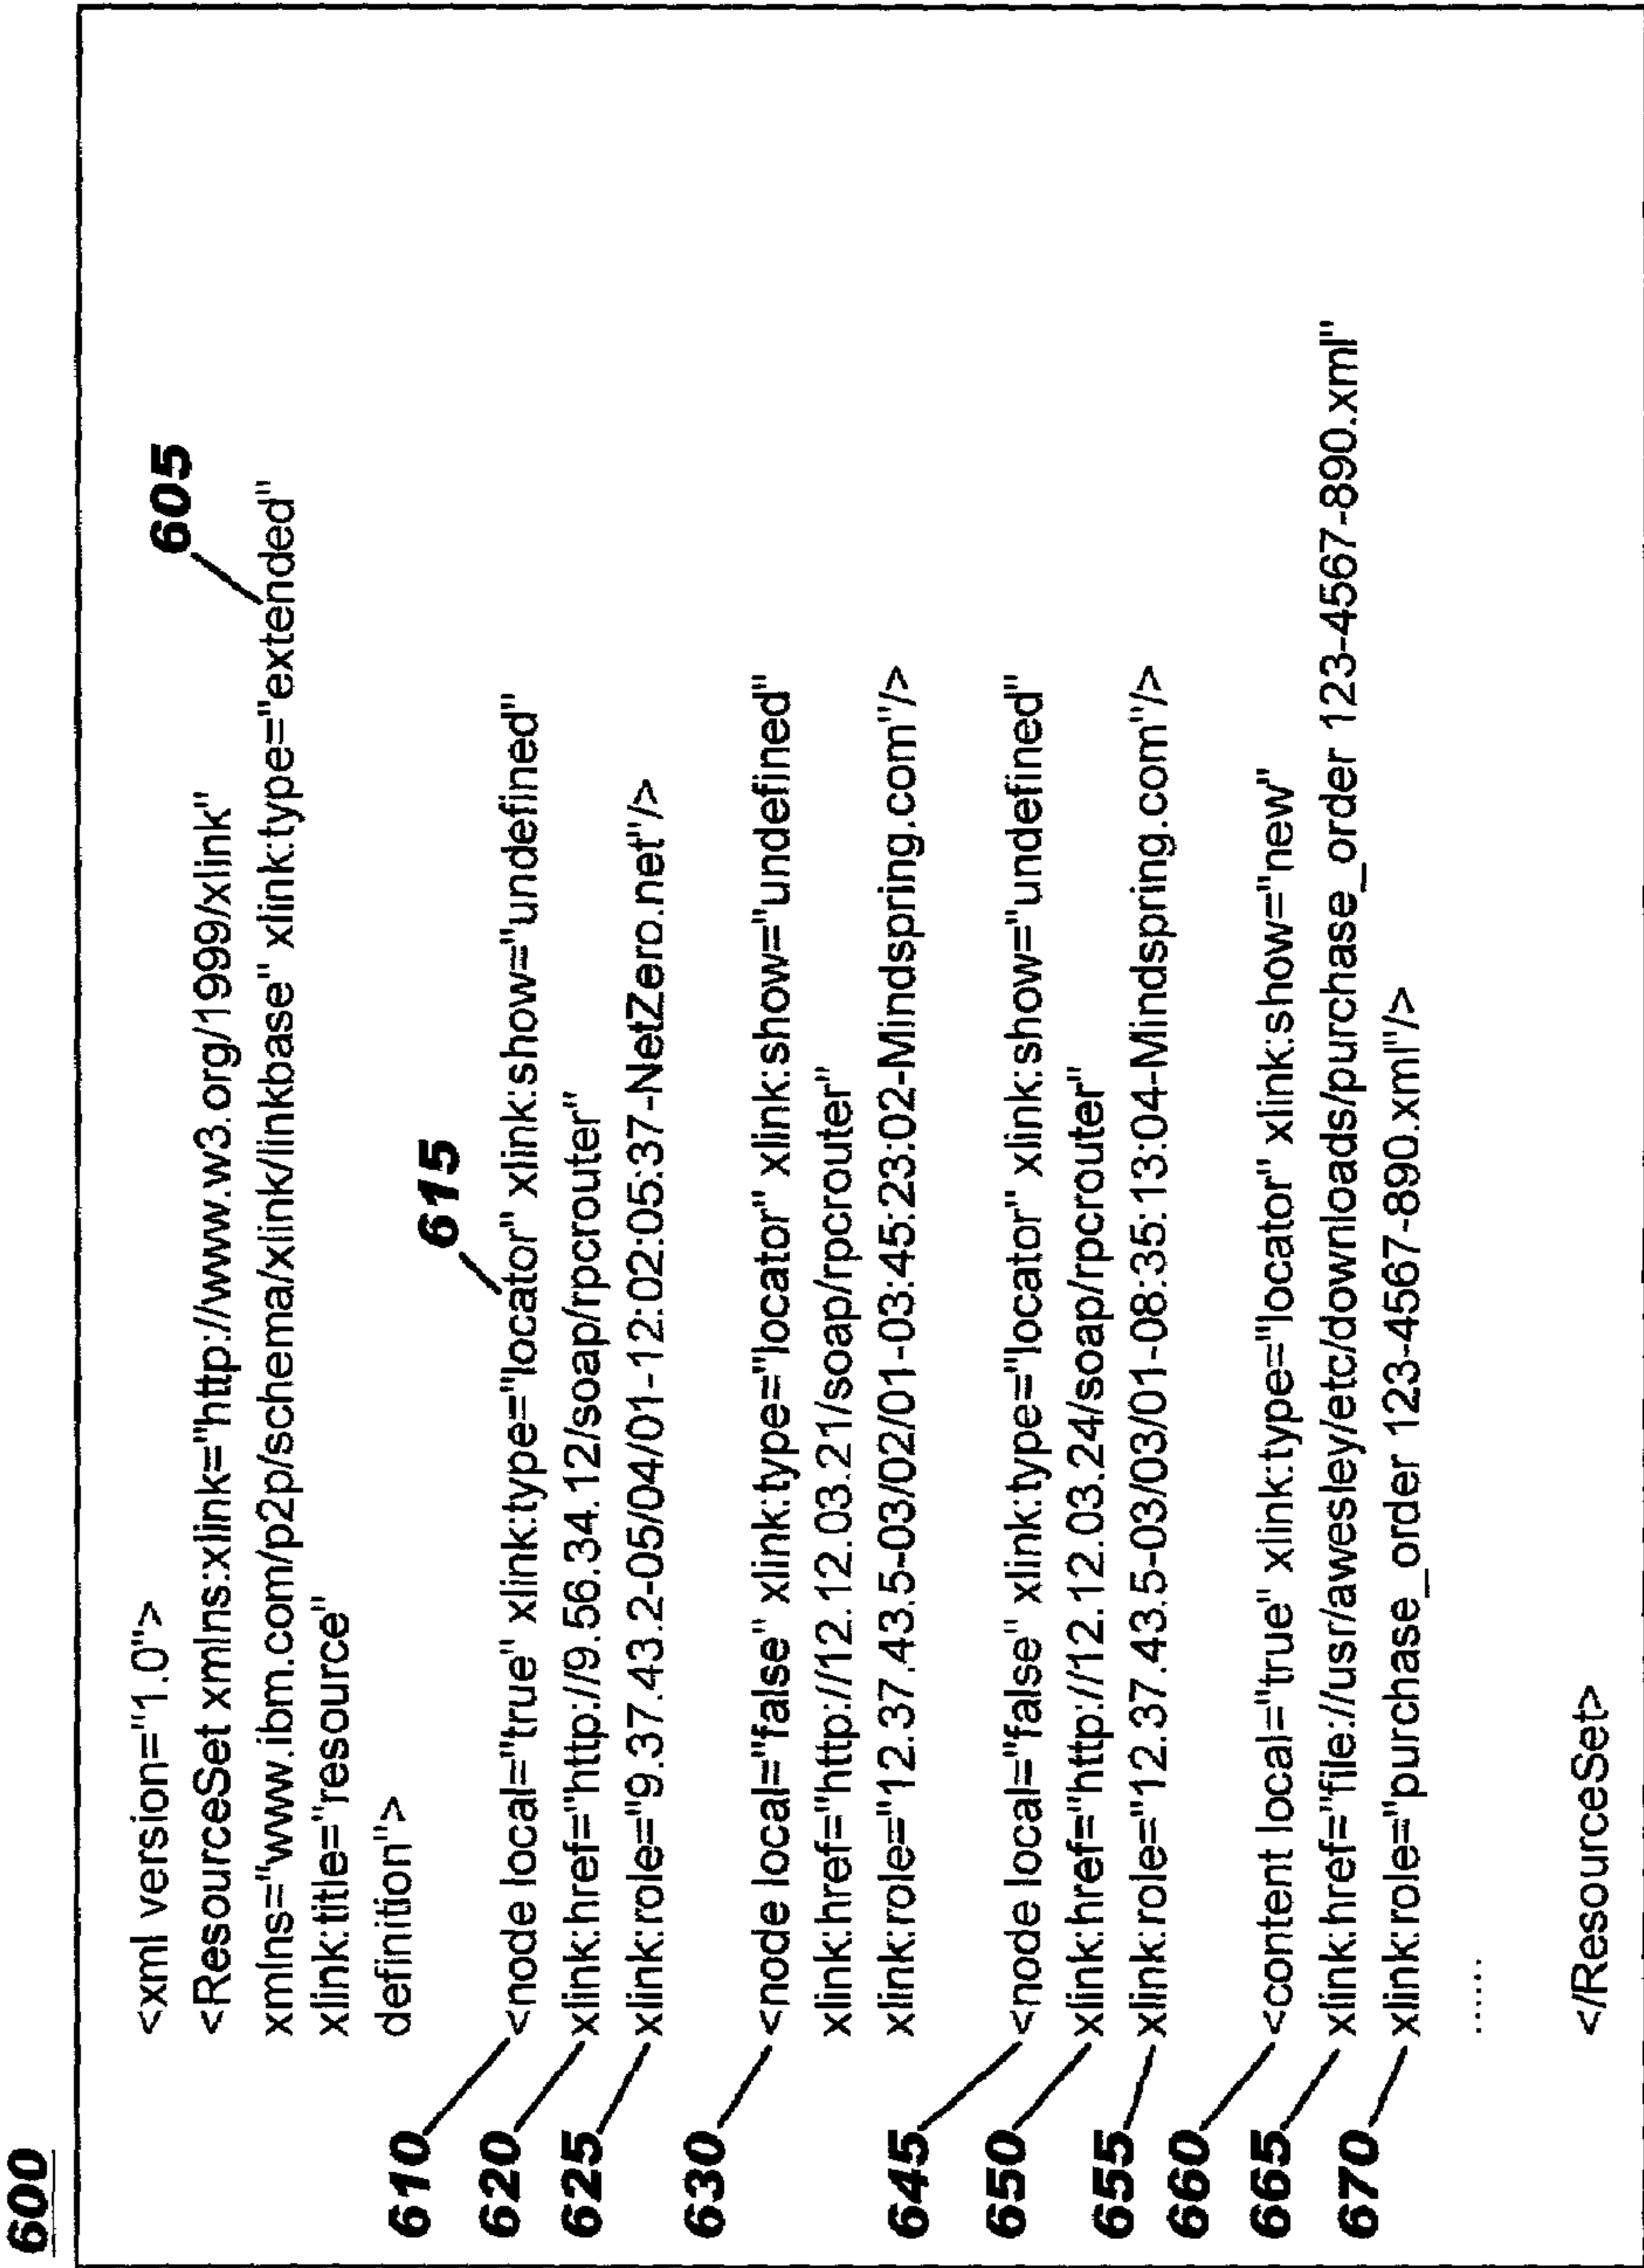 600
<xml version="1.0">
<ResourceSet xmlns:xlink="http://www.w3.org/1999/xlink"
605
xmlns="www.ibm.com/p2p/schema/xlink/linkbase" xlink:type="extended"
xlink:title="resource"
definition">
615
610 <node local="true" xlink:type="locator" xlink:show="undefined"
620 xlink:href="http://9.56.34.12/soap/rpcrouter"
625 xlink:role="9.37.43.2-05/04/01-12:02:05:37-NetZero.net"/>
630 <node local="false" xlink:type="locator" xlink:show="undefined"
xlink:href="http://12.12.03.21/soap/rpcrouter"
xlink:role="12.37.43.5-03/02/01-03:45:23:02-Mindspring.com"/>
645 <node local="false" xlink:type="locator" xlink:show="undefined"
650 xlink:href="http://12.12.03.24/soap/rpcrouter"
655 xlink:role="12.37.43.5-03/03/01-08:35:13:04-Mindspring.com"/>
660 <content local="true" xlink:type="locator" xlink:show="new"
665 xlink:href="file://usr/awesley/etc/downloads/purchase_order 123-4567-890.xml"
670 xlink:role="purchase_order 123-4567-890.xml"/>
.....
</ResourceSet>